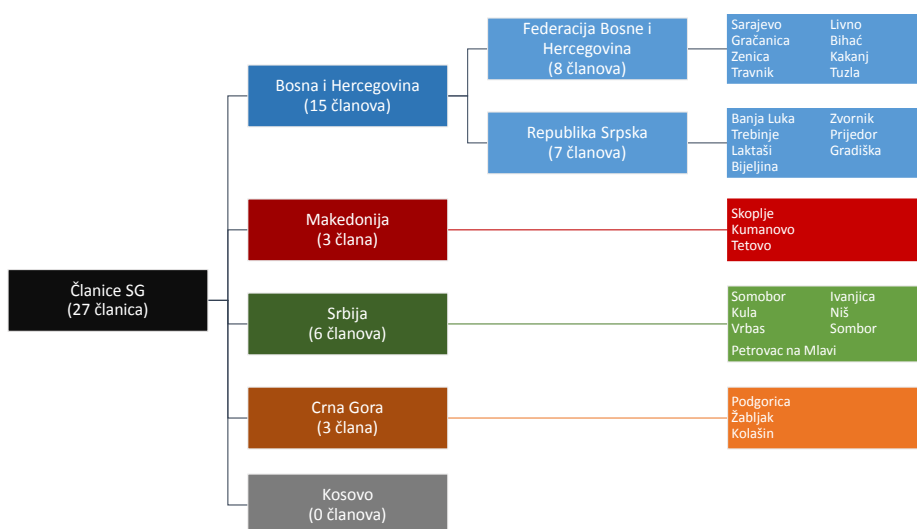 Članice SG
(27 članica)
Bosna i Hercegovina
(15 članova)
Federacija Bosne i
Hercegovina
(8 članova)
Sarajevo Livno
Gračanica Bihać
Zenica Kakanj
Travnik Tuzla
Republika Srpska
(7 članova)
Banja Luka Zvornik
Trebinje Prijedor
Laktaši Gradiška
Bijeljina
Makedonija
(3 člana)
Skoplje
Kumanovo
Tetovo
Srbija
(6 članova)
Somobor Ivanjica
Kula Niš
Vrbas Sombor
Petrovac na Mlavi
Crna Gora
(3 člana)
Podgorica
Žabljak
Kolašin
Kosovo
(0 članova)